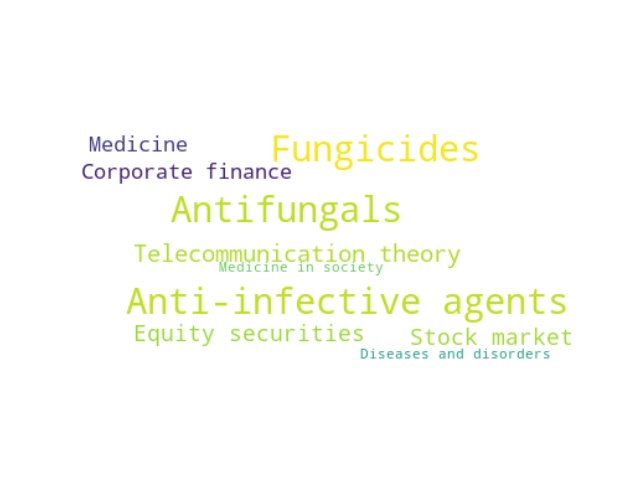 Medicine
Fungicides
Corporate finance
Antifungals
Telecommunication theory
Medicine in society
Anti-infective agents
Equity securities
Stock market
Diseases and disorders